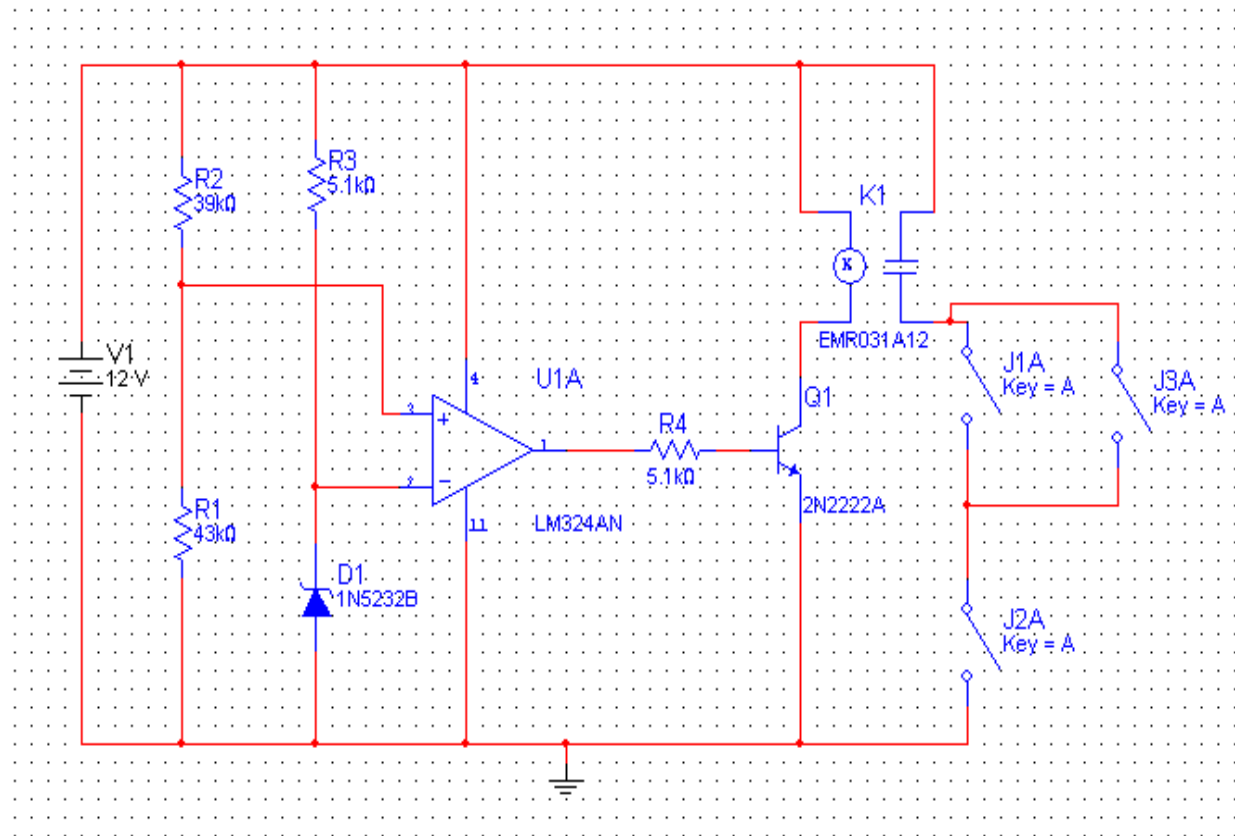 R2
39kΩ
R3
5.1kΩ
K1
K
EMR031A12
V1
12 V
4
U1A
3
+
1
2
−
11
LM324AN
R4
5.1kΩ
Q1
2N2222A
J1A
Key = A
J3A
Key = A
R1
43kΩ
D1
1N5232B
J2A
Key = A